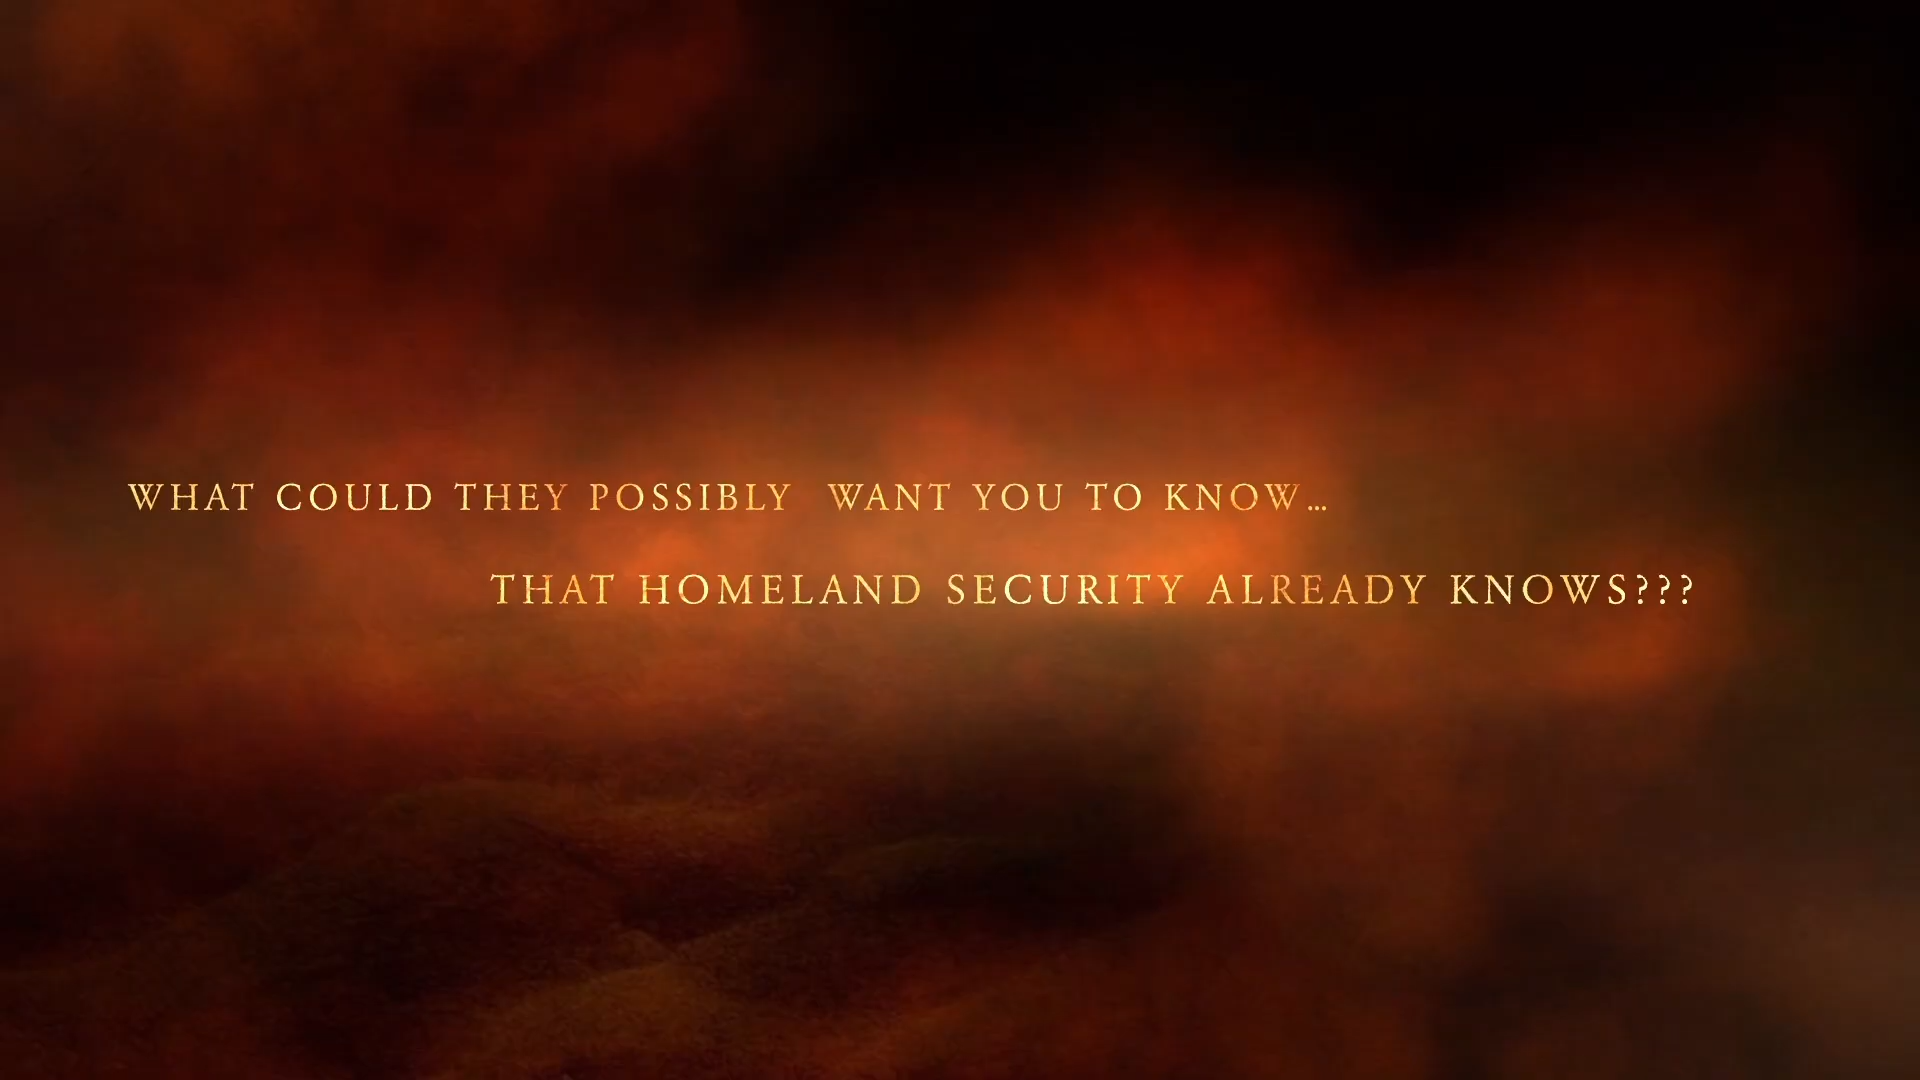 WHAT COULD THEY POSSIBLY  WANT YOU TO KNOW…
THAT HOMELAND SECURITY ALREADY KNOWS???